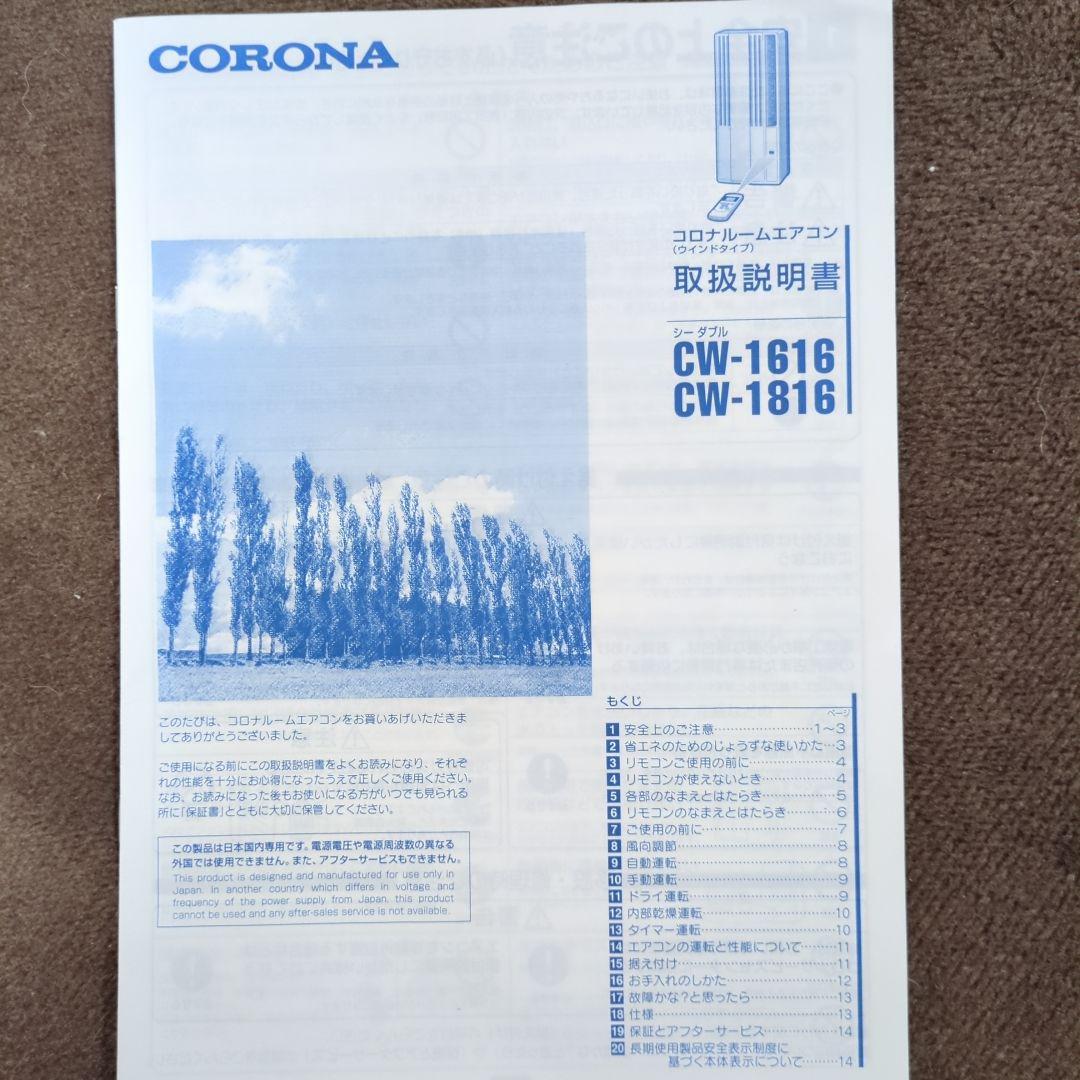 CORONA
コロナルームエアコン
(ウインドタイプ)
取扱説明書
シー ダブル
CW-1616
CW-1816
このたびは、コロナルームエアコンをお買いあげいただきま
してありがとうございました。
ご使用になる前にこの取扱説明書をよくお読みになり、それぞ
れの性能を十分にお心得になったうえで正しくご使用ください。
なお、お読みになった後もお使いになる方がいつでも見られる
所に「保証書」とともに大切に保管してください。
この製品は日本国内専用です。電源電圧や電源周波数の異なる
外国では使用できません。また、アフターサービスもできません。
This product is designed and manufactured for use only in
Japan. In another country which differs in voltage and
frequency of the power supply from Japan, this product
cannot be used and any after-sales service is not available.
もくじ
ページ
1 安全上のご注意……………………1～3
2 省エネのためのじょうずな使いかた…3
3 リモコンご使用の前に………………4
4 リモコンが使えないとき……………4
5 各部のなまえとはたらき……………5
6 リモコンのなまえとはたらき………6
7 ご使用の前に…………………………7
8 風向調節………………………………8
9 自動運転………………………………8
10 手動運転………………………………9
11 ドライ運転……………………………9
12 内部乾燥運転…………………………10
13 タイマー運転…………………………10
14 エアコンの運転と性能について……11
15 据え付け………………………………11
16 お手入れのしかた……………………12
17 故障かな?と思ったら………………13
18 仕様……………………………………13
19 保証とアフターサービス……………14
20 長期使用製品安全表示制度に
基づく本体表示について………14